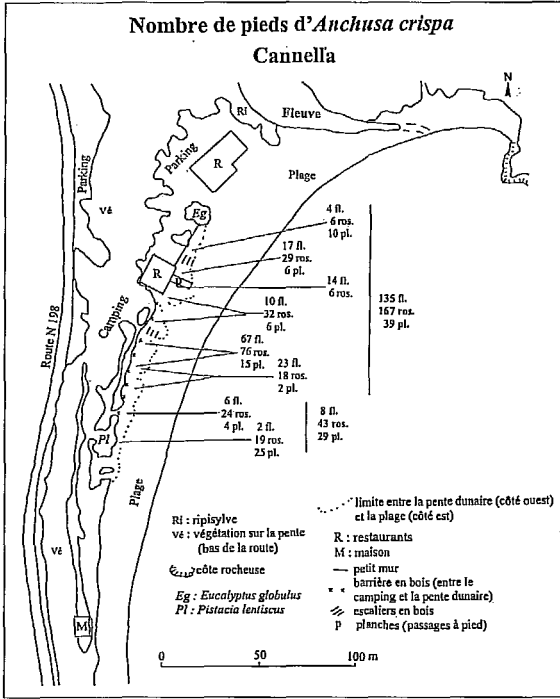 Nombre de pieds d'Anchusa crispa
Cannella
N
Ri
Fleuve
Parking
Parking
R
Plage
Vé
Eg
4 fl.
6 ros.
10 pl.
17 fl.
29 ros.
6 pl.
R
P
14 fl.
6 ros.
135 fl.
167 ros.
39 pl.
Camping
10 fl.
32 ros.
6 pl.
Route N 198
67 fl.
76 ros.
15 pl.
23 fl.
18 ros.
2 pl.
6 fl.
24 ros.
4 pl.
2 fl.
19 ros.
25 pl.
8 fl.
43 ros.
29 pl.
Pl
Plage
Vé
M
Ri : ripisylve
vé : végétation sur la pente
(bas de la route)
côte rocheuse
Eg : Eucalyptus globulus
Pl : Pistacia lentiscus
limite entre la pente dunaire (côté ouest)
et la plage (côté est)
R : restaurants
M : maison
petit mur
barrière en bois (entre le
camping et la pente dunaire)
escaliers en bois
P planches (passages à pied)
0 50 100 m